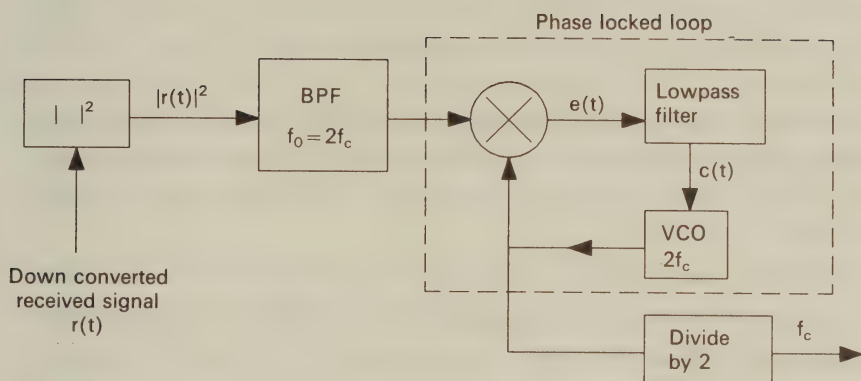 Phase locked loop
| |²
|r(t)|²
BPF
f₀ = 2f꜀
e(t)
Lowpass
filter
c(t)
VCO
2f꜀
Down converted
received signal
r(t)
Divide
by 2
f꜀